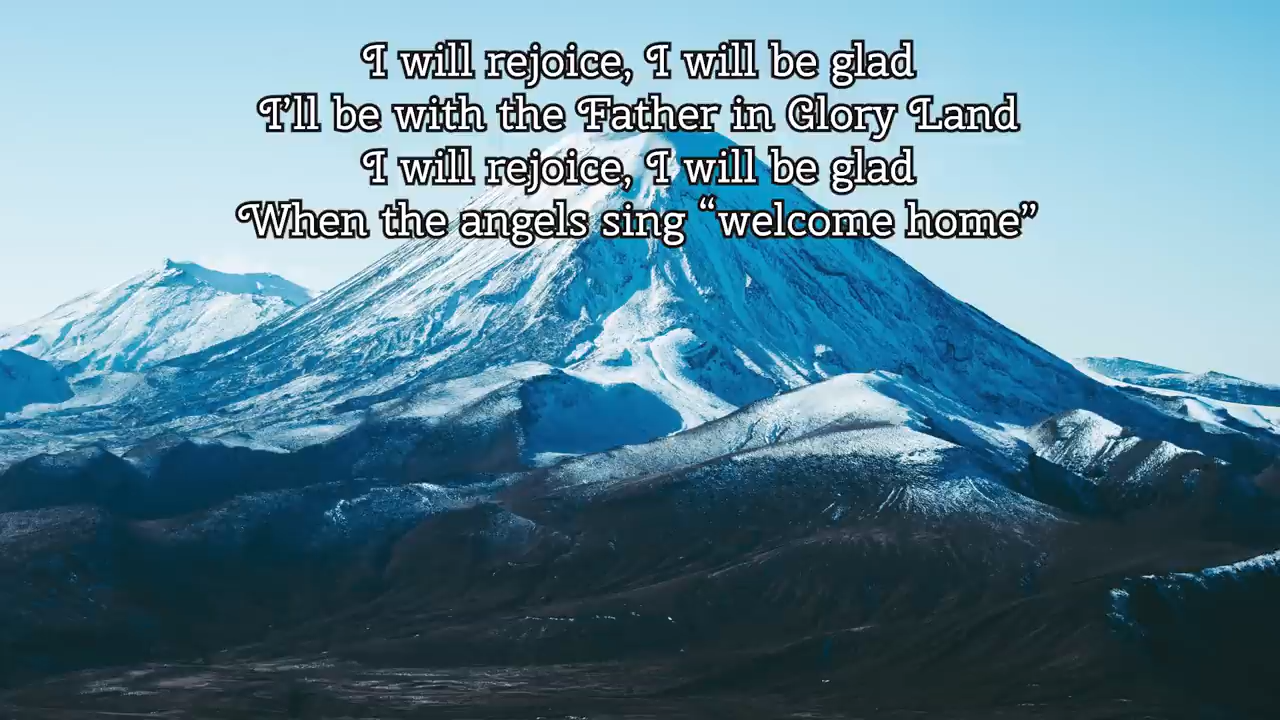 I will rejoice, I will be glad
I’ll be with the Father in Glory Land
I will rejoice, I will be glad
When the angels sing “welcome home”